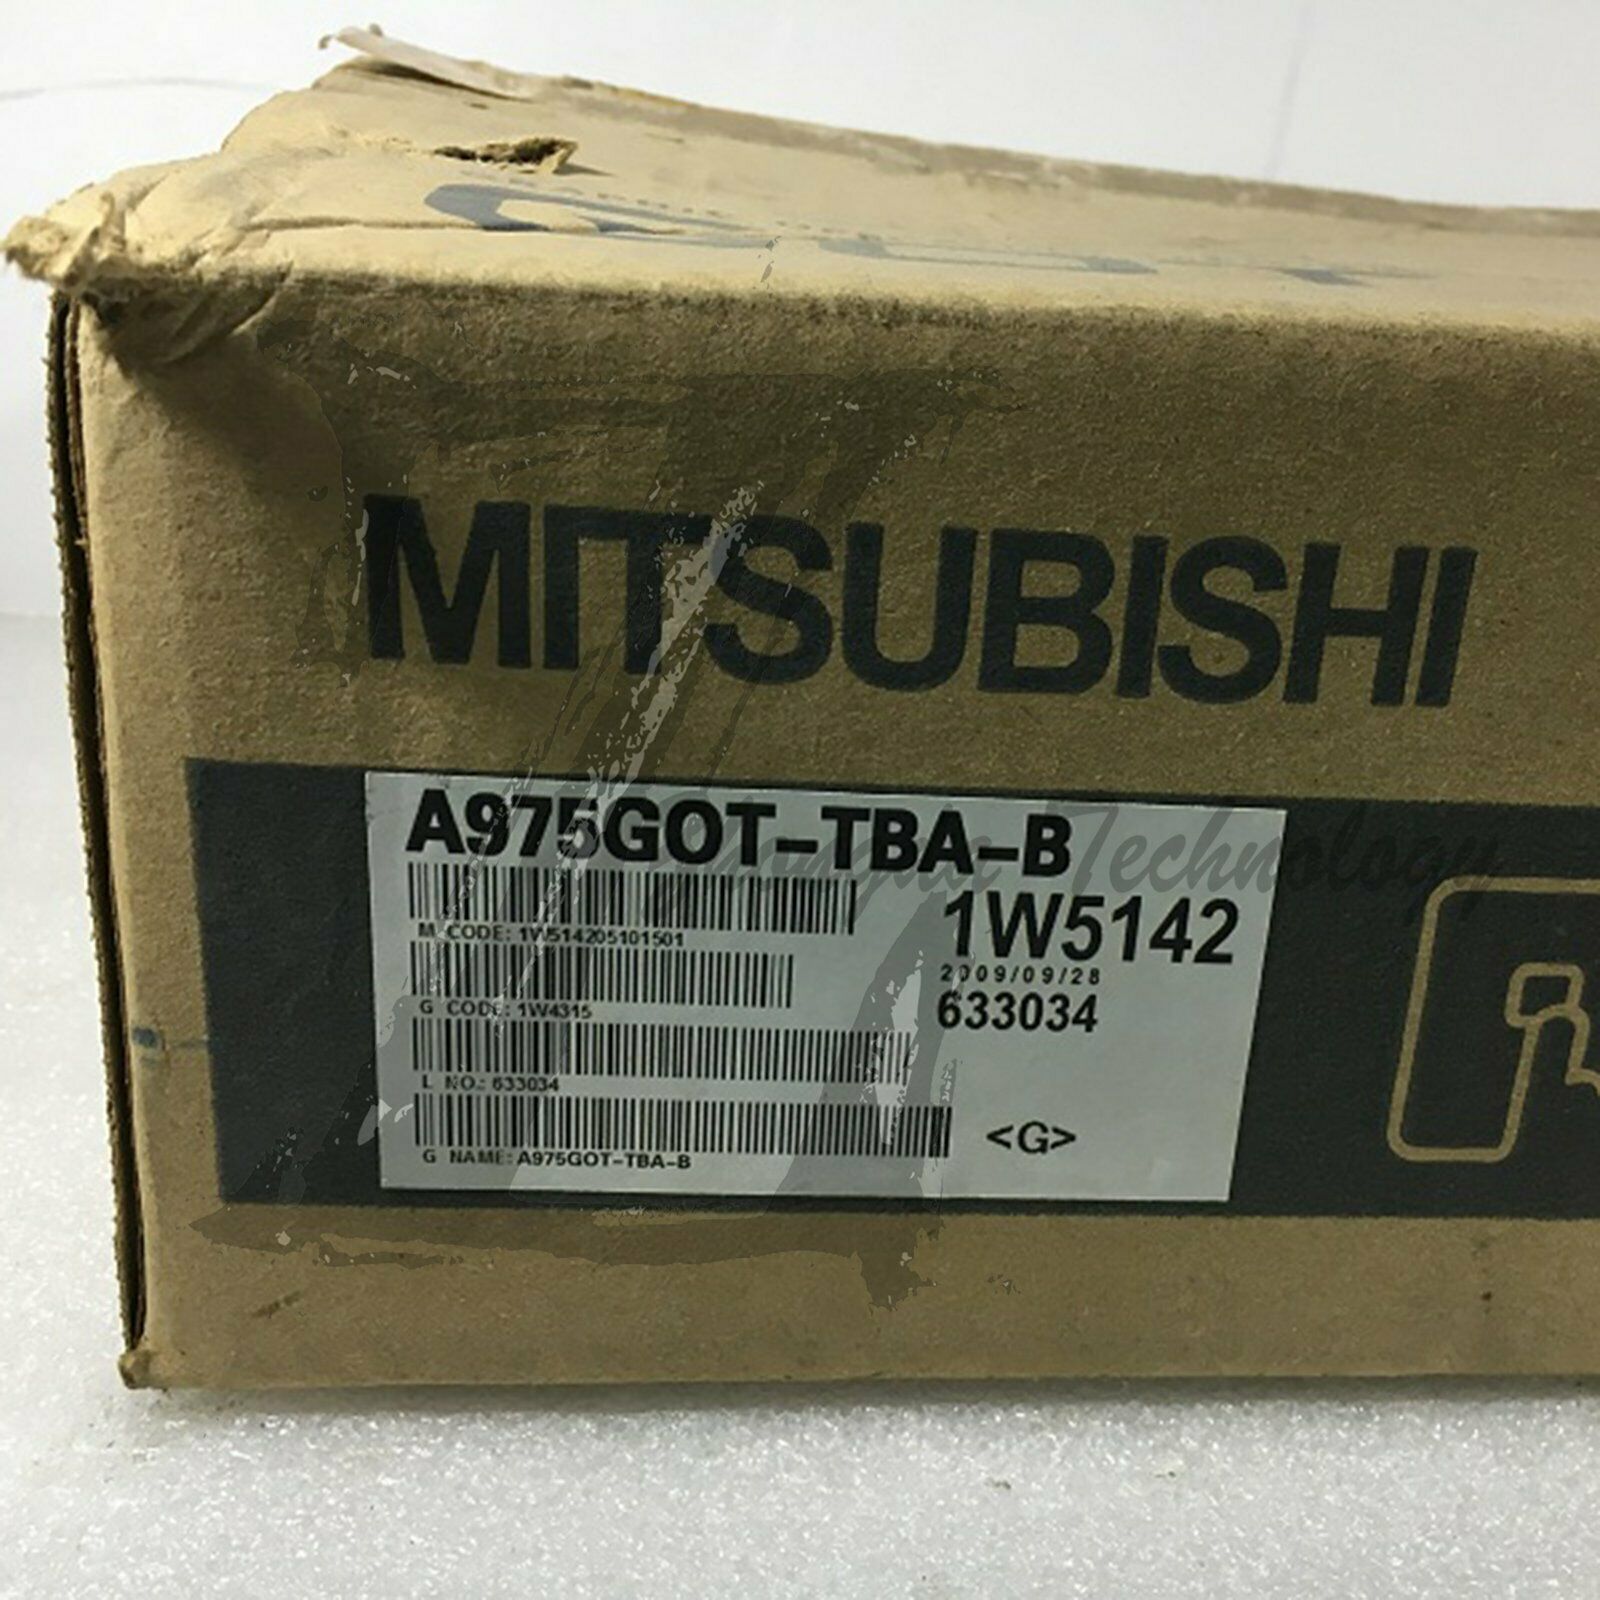 MITSUBISHI
A975GOT-TBA-B
1W5142
M CODE: 1W514205101501
2009/09/28
633034
G CODE: 1W4315
L NO.: 633034
<G>
G NAME: A975GOT-TBA-B
Technology